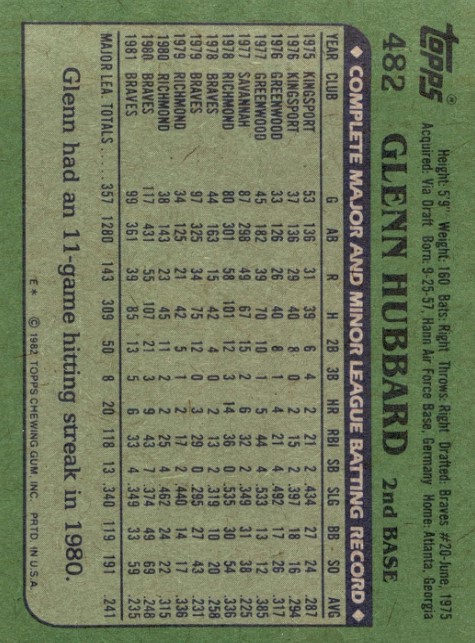 TOPPS®
Height: 5'9" Weight: 160 Bats: Right Throws: Right Drafted: Braves #20-June, 1975
Acquired: Via Draft Born: 9-25-57 Hann Air Force Base, Germany Home: Atlanta, Georgia
482 GLENN HUBBARD 2nd BASE
◆ COMPLETE MAJOR AND MINOR LEAGUE BATTING RECORD ◆
YEAR CLUB G AB R H 2B 3B HR RBI SB SLG BB SO AVG
1975 KINGSPORT 53 136 31 39 6 4 2 21 2 .434 27 24 .287
1976 KINGSPORT 37 136 29 40 8 0 2 15 2 .397 18 16 .294
1976 GREENWOOD 33 126 26 40 8 1 4 21 4 .492 17 .317
1977 GREENWOOD 45 182 39 70 10 1 5 44 4 .533 12 .385
1977 SAVANNAH 87 298 49 67 15 2 6 32 2 .349 31 38 .225
1978 RICHMOND 80 301 58 101 12 3 14 36 0 .535 30 54 .336
1978 BRAVES 44 163 15 42 4 0 2 13 2 .319 10 20 .258
1979 BRAVES 97 325 34 75 12 0 3 29 0 .295 27 43 .231
1979 RICHMOND 34 125 21 42 5 1 2 17 2 .440 14 .336
1980 RICHMOND 38 143 23 45 11 2 2 25 4 .462 24 22 .315
1980 BRAVES 117 431 55 107 21 3 9 43 7 .374 49 69 .248
1981 BRAVES 99 361 39 85 13 5 6 33 4 .349 33 59 .235
MAJOR LEA. TOTALS ..... 357 1280 143 309 50 8 20 118 13 .340 119 191 .241
Glenn had an 11-game hitting streak in 1980.
E* © 1982 TOPPS CHEWING GUM INC. PRTD. IN U.S.A.